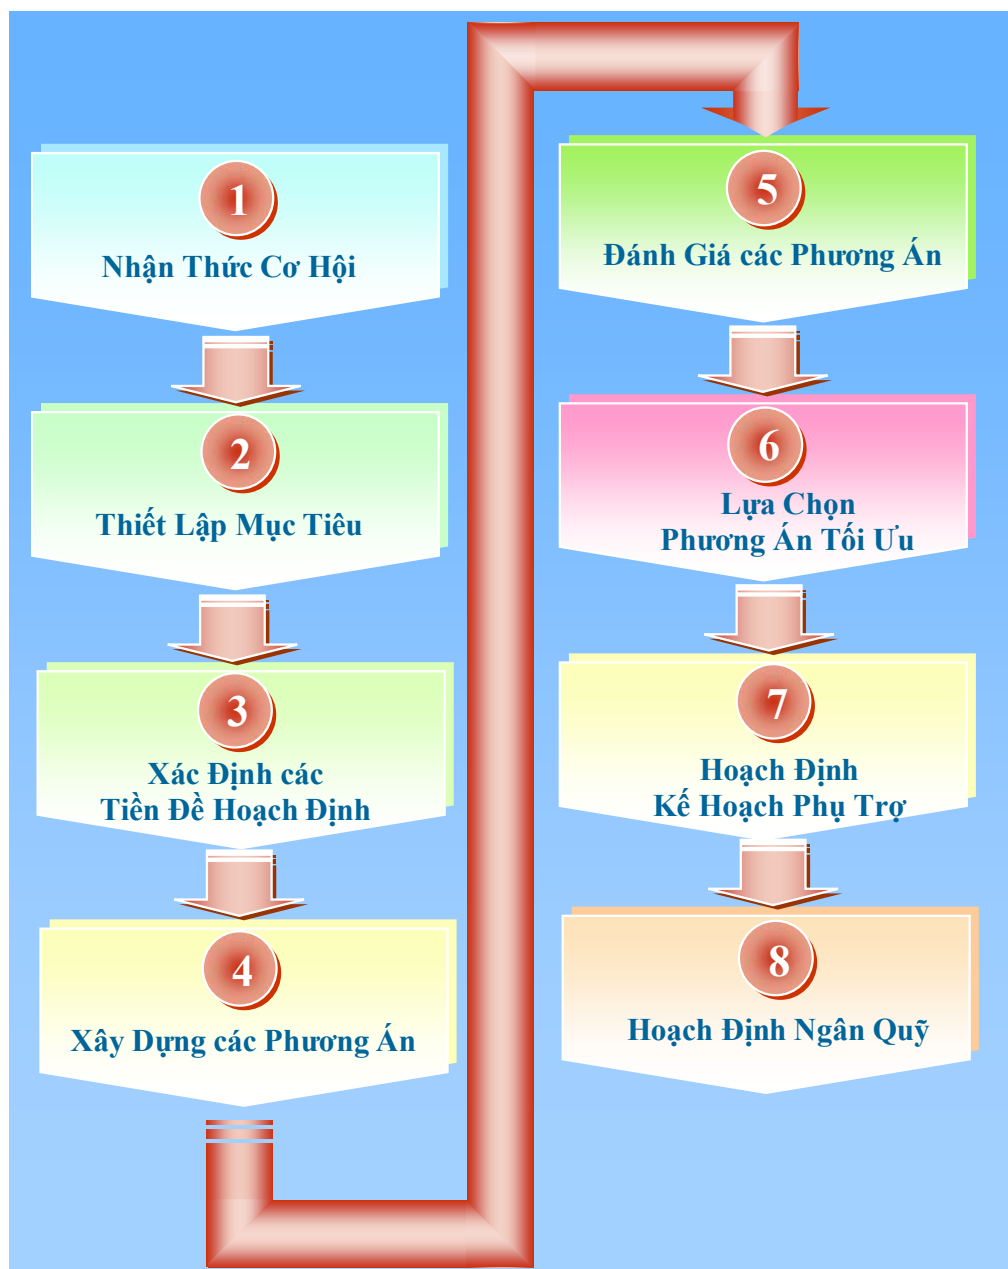 1
Nhận Thức Cơ Hội
2
Thiết Lập Mục Tiêu
3
Xác Định các
Tiền Đề Hoạch Định
4
Xây Dựng các Phương Án
5
Đánh Giá các Phương Án
6
Lựa Chọn
Phương Án Tối Ưu
7
Hoạch Định
Kế Hoạch Phụ Trợ
8
Hoạch Định Ngân Quỹ